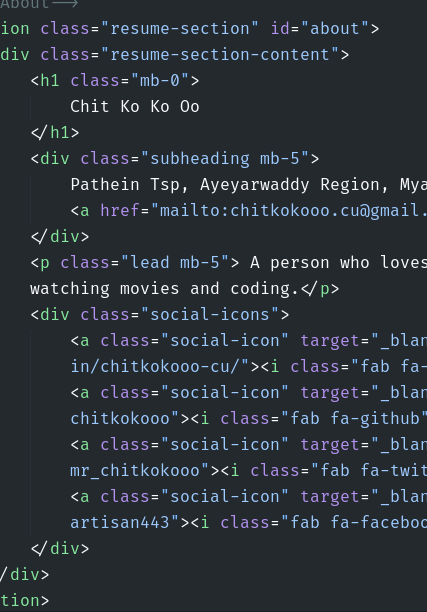 About-->
ion class="resume-section" id="about">
div class="resume-section-content">
<h1 class="mb-0">
Chit Ko Ko Oo
</h1>
<div class="subheading mb-5">
Pathein Tsp, Ayeyarwaddy Region, Mya
<a href="mailto:chitkokooo.cu@gmail.
</div>
<p class="lead mb-5"> A person who loves
watching movies and coding.</p>
<div class="social-icons">
<a class="social-icon" target="_blan
in/chitkokooo-cu/"><i class="fab fa-
<a class="social-icon" target="_blan
chitkokooo"><i class="fab fa-github"
<a class="social-icon" target="_blan
mr_chitkokooo"><i class="fab fa-twit
<a class="social-icon" target="_blan
artisan443"><i class="fab fa-faceboo
</div>
/div>
tion>